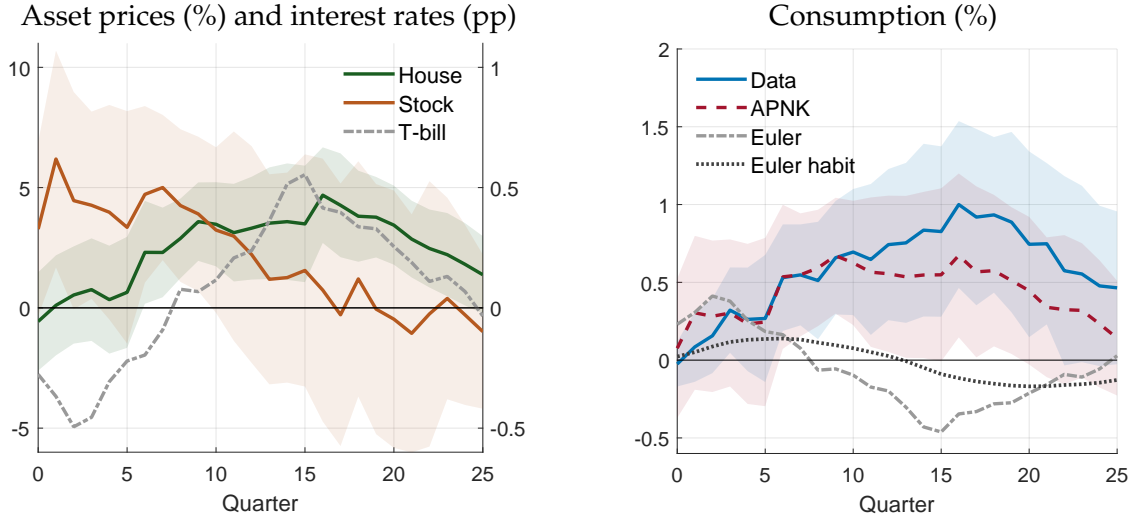 Asset prices (%) and interest rates (pp)
10
5
0
-5
1
0.5
0
-0.5
House
Stock
T-bill
0 5 10 15 20 25
Quarter
Consumption (%)
2
1.5
1
0.5
0
-0.5
Data
APNK
Euler
Euler habit
0 5 10 15 20 25
Quarter